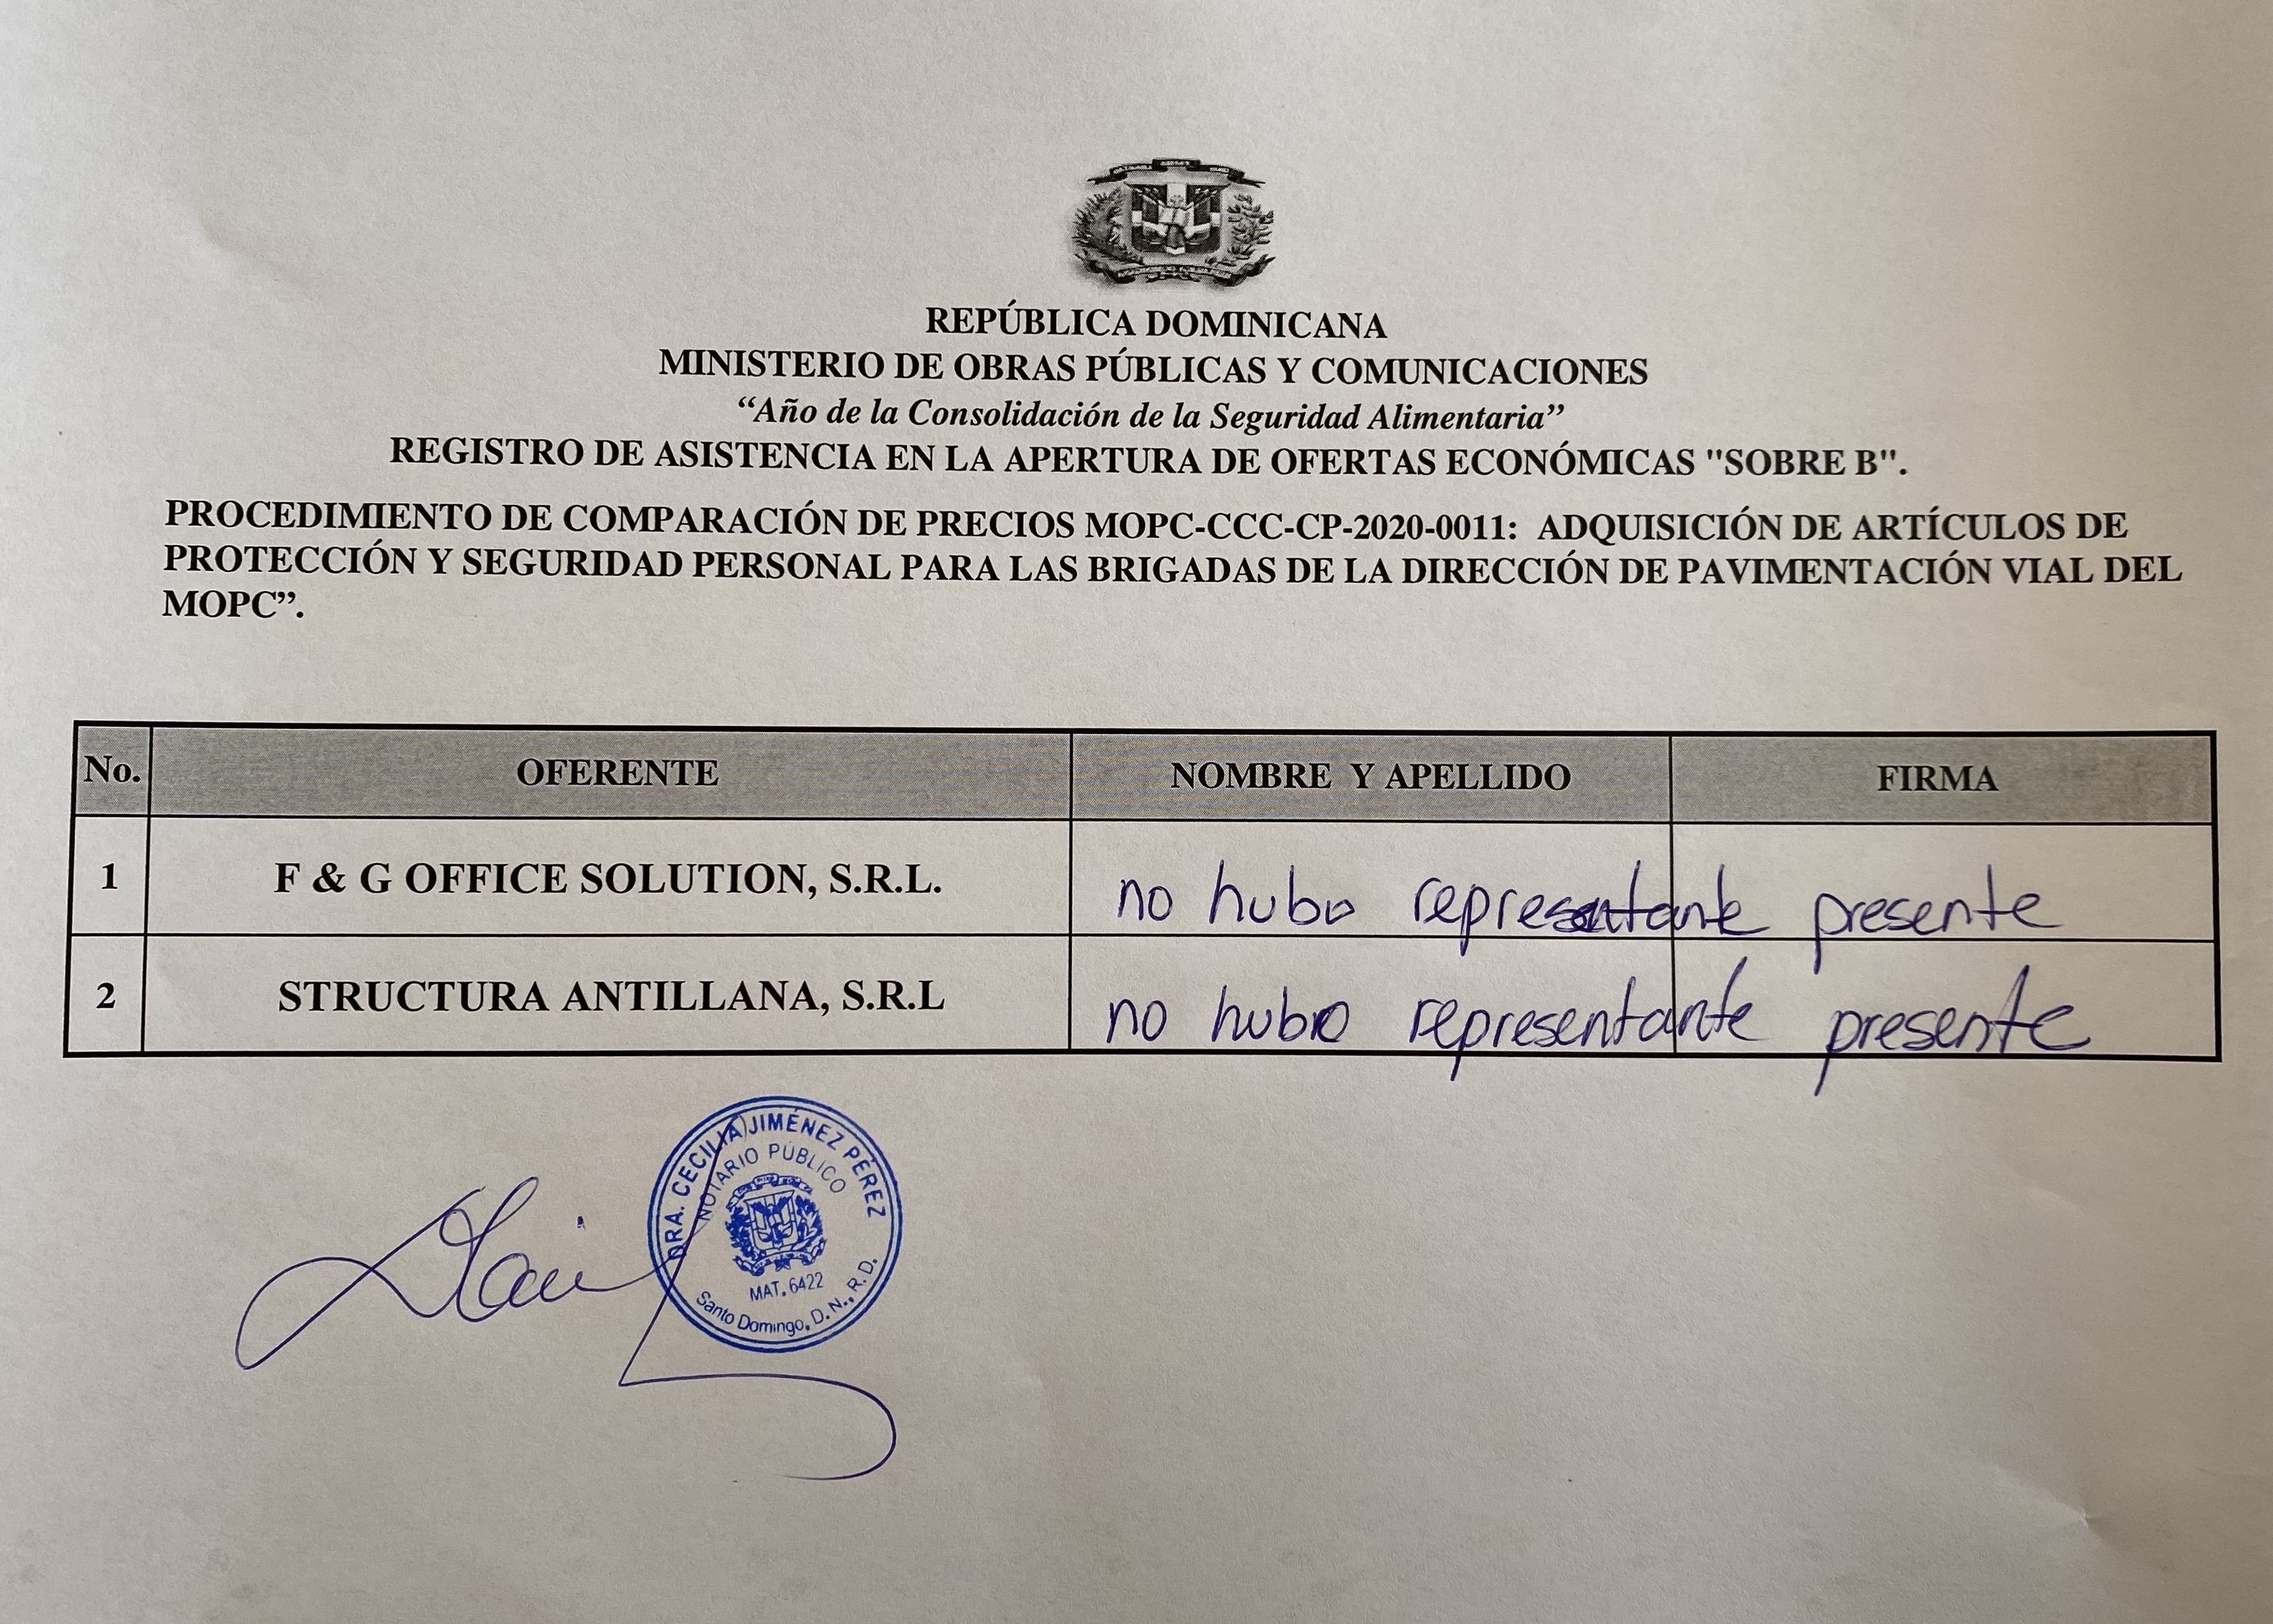 REPÚBLICA DOMINICANA
MINISTERIO DE OBRAS PÚBLICAS Y COMUNICACIONES
“Año de la Consolidación de la Seguridad Alimentaria”
REGISTRO DE ASISTENCIA EN LA APERTURA DE OFERTAS ECONÓMICAS "SOBRE B".
PROCEDIMIENTO DE COMPARACIÓN DE PRECIOS MOPC-CCC-CP-2020-0011: ADQUISICIÓN DE ARTÍCULOS DE
PROTECCIÓN Y SEGURIDAD PERSONAL PARA LAS BRIGADAS DE LA DIRECCIÓN DE PAVIMENTACIÓN VIAL DEL
MOPC”.
No. OFERENTE NOMBRE Y APELLIDO FIRMA
1 F & G OFFICE SOLUTION, S.R.L. no hubo representante presente
2 STRUCTURA ANTILLANA, S.R.L no hubo representante presente
DRA. CECILIA JIMÉNEZ PÉREZ
NOTARIO PÚBLICO
MAT. 6422
Santo Domingo, D. N., R.D.